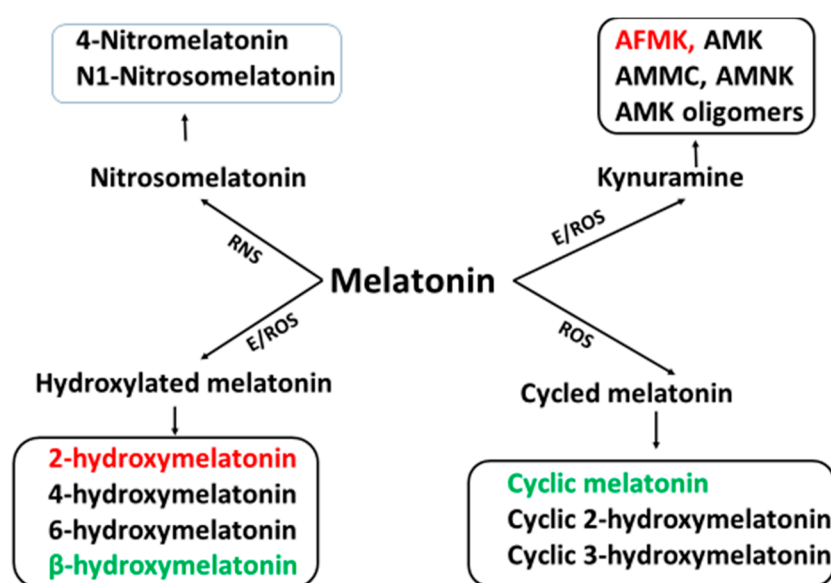 4-Nitromelatonin
N1-Nitrosomelatonin
AFMK, AMK
AMMC, AMNK
AMK oligomers
Nitrosomelatonin
Kynuramine
RNS
E/ROS
Melatonin
E/ROS
ROS
Hydroxylated melatonin
Cycled melatonin
2-hydroxymelatonin
4-hydroxymelatonin
6-hydroxymelatonin
β-hydroxymelatonin
Cyclic melatonin
Cyclic 2-hydroxymelatonin
Cyclic 3-hydroxymelatonin